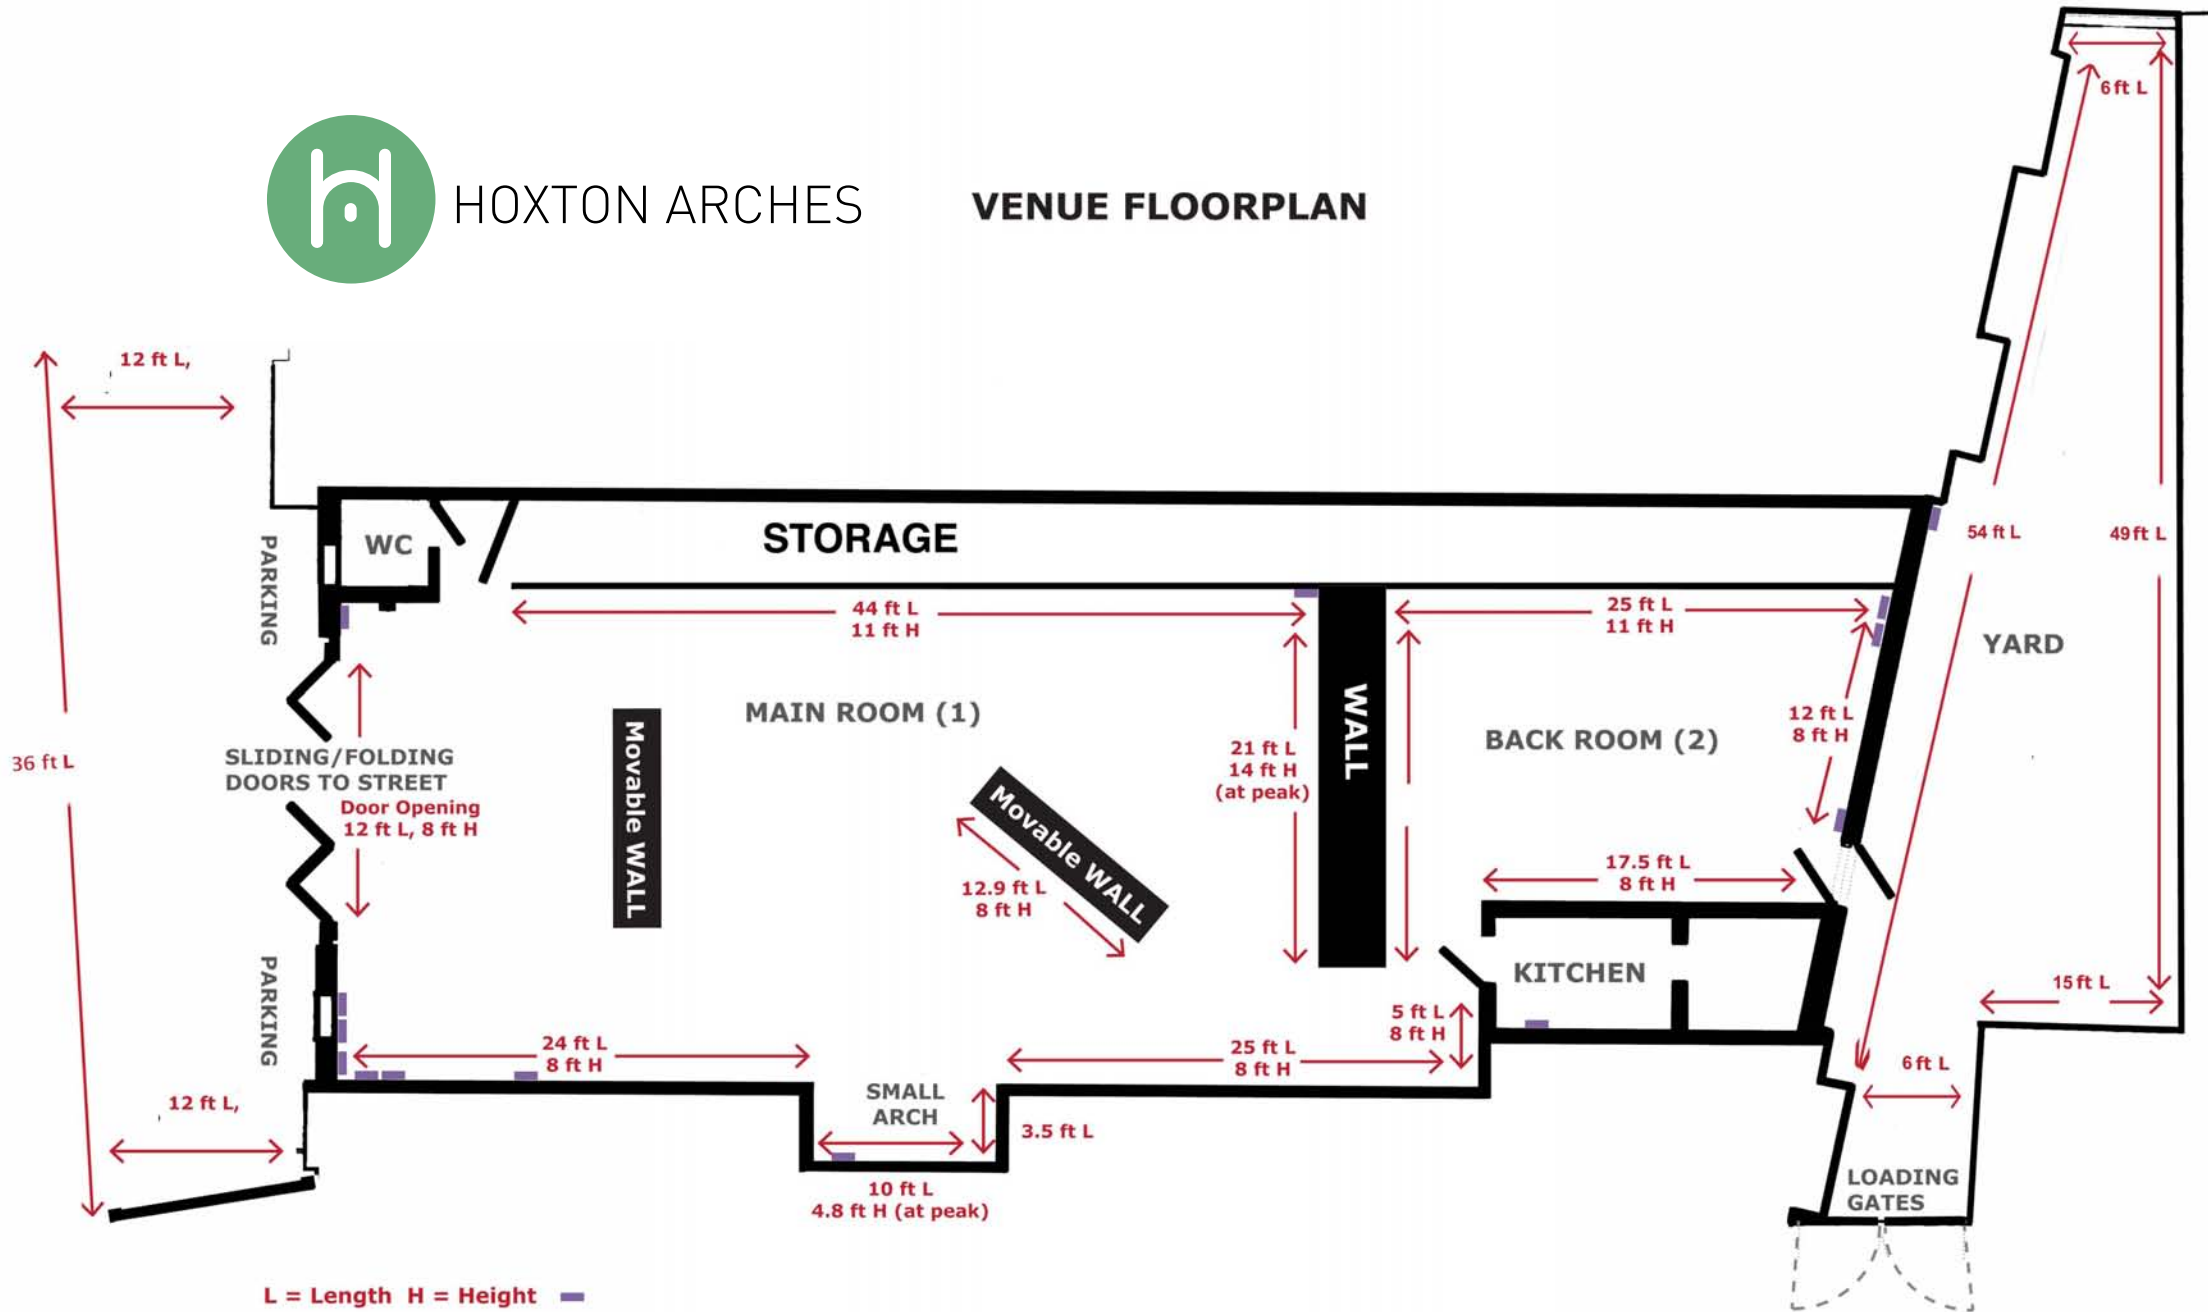 HOXTON ARCHES
VENUE FLOORPLAN
6 ft L
12 ft L,
WC
STORAGE
PARKING
54 ft L
49 ft L
44 ft L
11 ft H
25 ft L
11 ft H
YARD
MAIN ROOM (1)
WALL
BACK ROOM (2)
12 ft L
8 ft H
Movable WALL
21 ft L
14 ft H
(at peak)
36 ft L
SLIDING/FOLDING
DOORS TO STREET
Door Opening
12 ft L, 8 ft H
Movable WALL
12.9 ft L
8 ft H
17.5 ft L
8 ft H
KITCHEN
15 ft L
PARKING
5 ft L
8 ft H
24 ft L
8 ft H
25 ft L
8 ft H
6 ft L
SMALL
ARCH
12 ft L,
3.5 ft L
10 ft L
4.8 ft H (at peak)
LOADING
GATES
L = Length H = Height